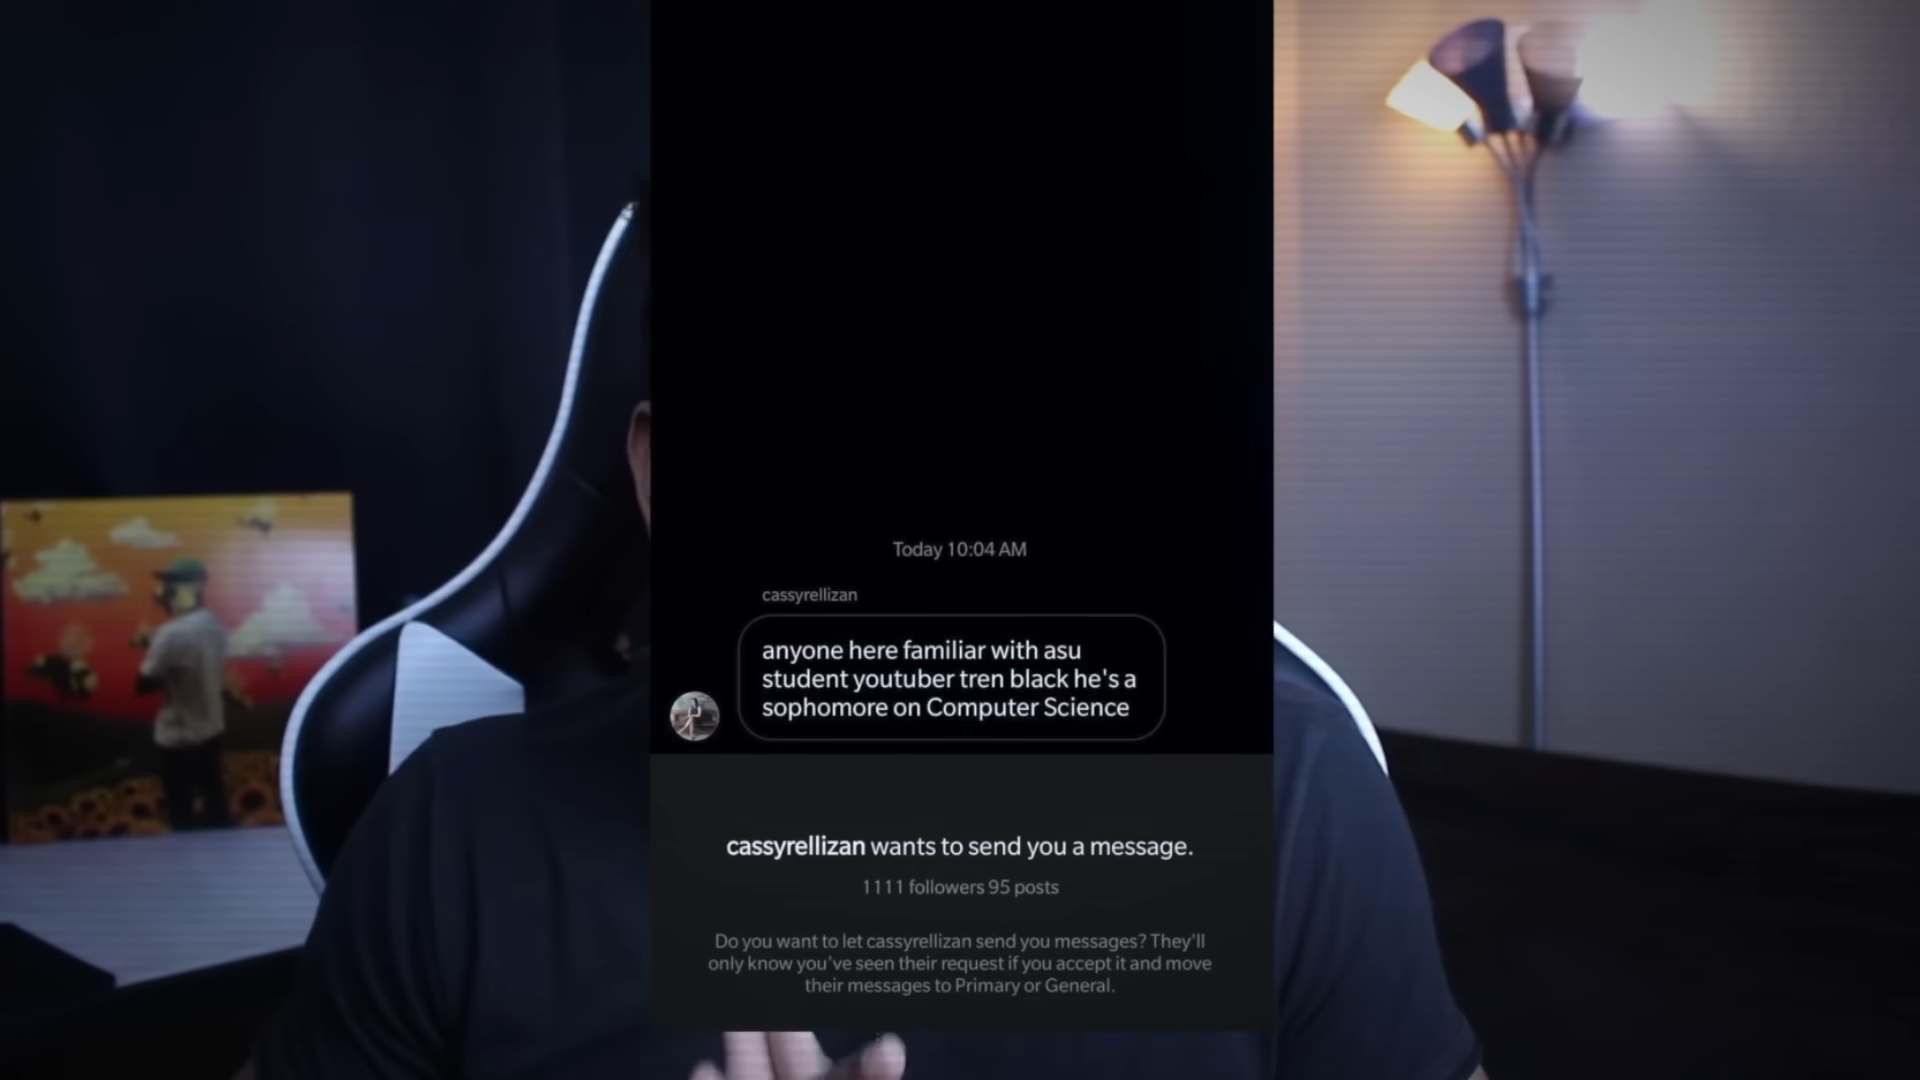 Today 10:04 AM
cassyrellizan
anyone here familiar with asu
student youtuber tren black he's a
sophomore on Computer Science
cassyrellizan wants to send you a message.
1111 followers 95 posts
Do you want to let cassyrellizan send you messages? They'll
only know you've seen their request if you accept it and move
their messages to Primary or General.